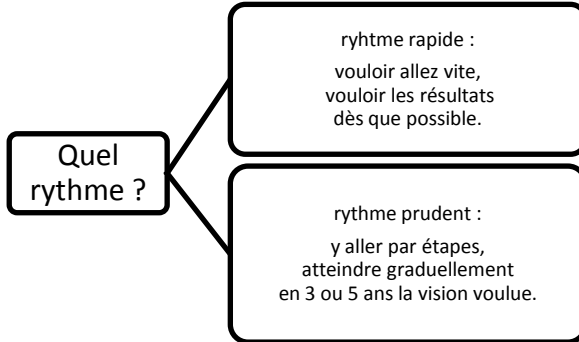 Quel
rythme ?
ryhtme rapide :
vouloir allez vite,
vouloir les résultats
dès que possible.
rythme prudent :
y aller par étapes,
atteindre graduellement
en 3 ou 5 ans la vision voulue.